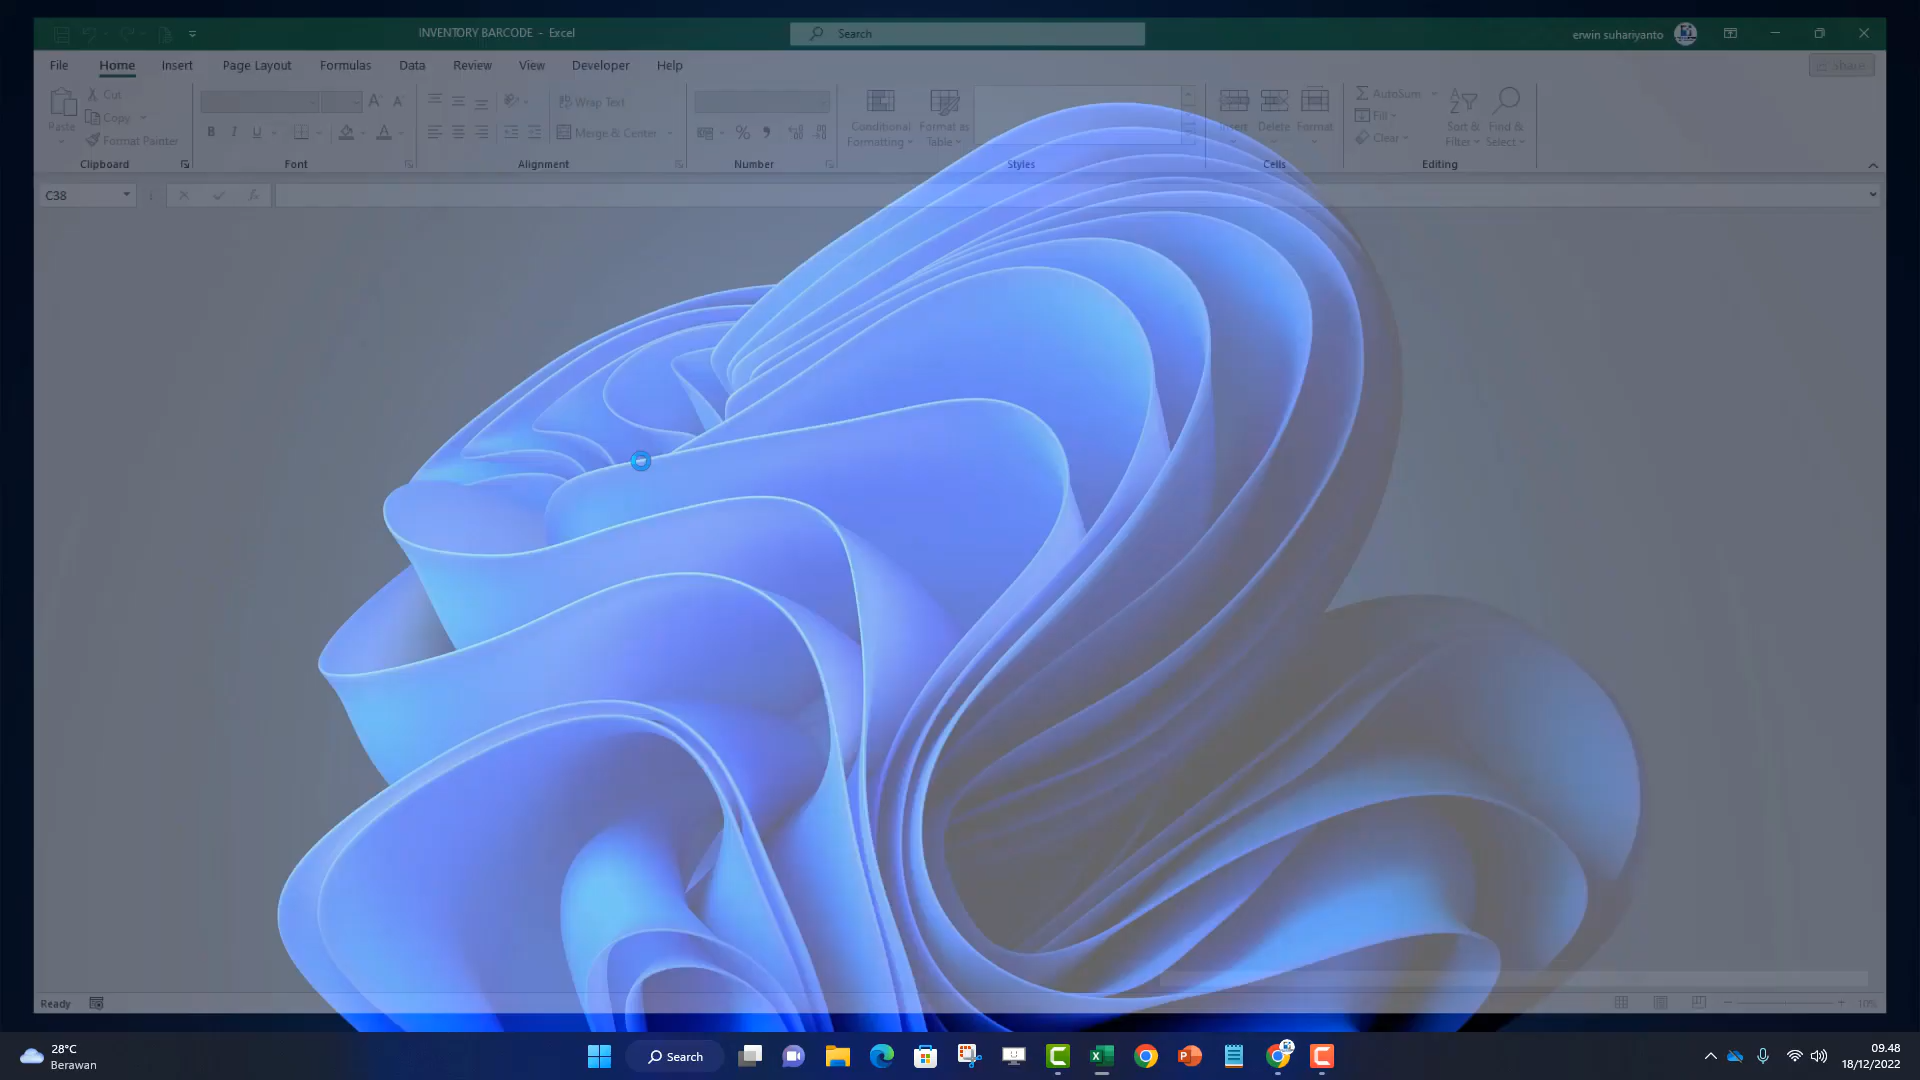 INVENTORY BARCODE - Excel
Search
erwin suhariyanto
File Home Insert Page Layout Formulas Data Review View Developer Help
Share
Paste
Cut
Copy
Format Painter
Clipboard
B I U
Font
Wrap Text
Merge & Center
Alignment
%
Number
Conditional Formatting
Format as Table
Styles
Insert Delete Format
Cells
AutoSum
Fill
Clear
Sort & Filter
Find & Select
Editing
C38
fx
Ready
10%
28°C
Berawan
Search
09.48
18/12/2022